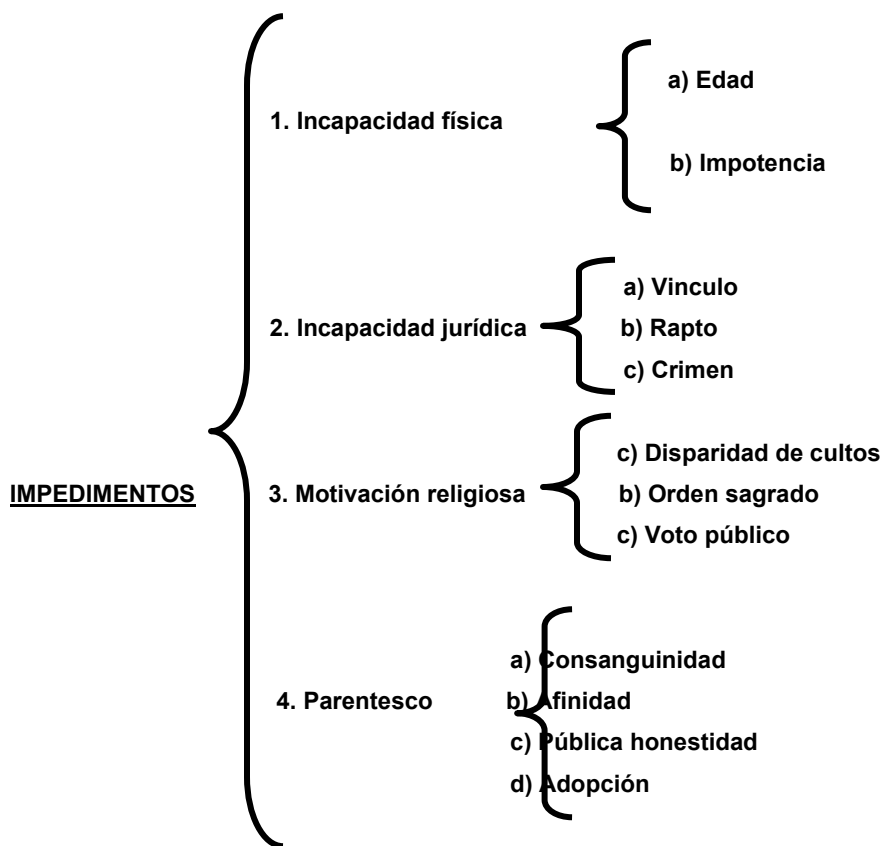 IMPEDIMENTOS
1. Incapacidad física
a) Edad
b) Impotencia
2. Incapacidad jurídica
a) Vinculo
b) Rapto
c) Crimen
3. Motivación religiosa
c) Disparidad de cultos
b) Orden sagrado
c) Voto público
4. Parentesco
a) Consanguinidad
b) Afinidad
c) Pública honestidad
d) Adopción